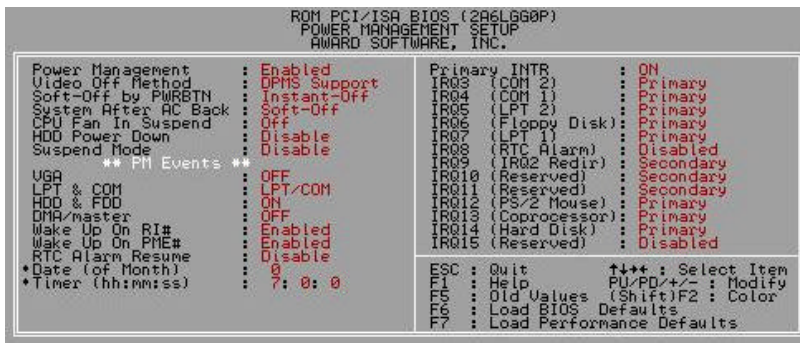 ROM PCI/ISA BIOS (2A6LGG0P)
POWER MANAGEMENT SETUP
AWARD SOFTWARE, INC.
Power Management : Enabled
Video Off Method : DPMS Support
Soft-Off by PWRBTN : Instant-Off
System After AC Back : Soft-Off
CPU Fan In Suspend : Off
HDD Power Down : Disable
Suspend Mode : Disable
** PM Events **
VGA : OFF
LPT & COM : LPT/COM
HDD & FDD : ON
DMA/master : OFF
Wake Up On RI# : Enabled
Wake Up On PME# : Enabled
RTC Alarm Resume : Disable
♦Date (of Month) : 0
♦Timer (hh:mm:ss) : 7: 0: 0
Primary INTR : ON
IRQ3 (COM 2) : Primary
IRQ4 (COM 1) : Primary
IRQ5 (LPT 2) : Primary
IRQ6 (Floppy Disk): Primary
IRQ7 (LPT 1) : Primary
IRQ8 (RTC Alarm) : Disabled
IRQ9 (IRQ2 Redir) : Secondary
IRQ10 (Reserved) : Secondary
IRQ11 (Reserved) : Secondary
IRQ12 (PS/2 Mouse) : Primary
IRQ13 (Coprocessor): Primary
IRQ14 (Hard Disk) : Primary
IRQ15 (Reserved) : Disabled
ESC : Quit ↑↓→← : Select Item
F1 : Help PU/PD/+/- : Modify
F5 : Old Values (Shift)F2 : Color
F6 : Load BIOS Defaults
F7 : Load Performance Defaults